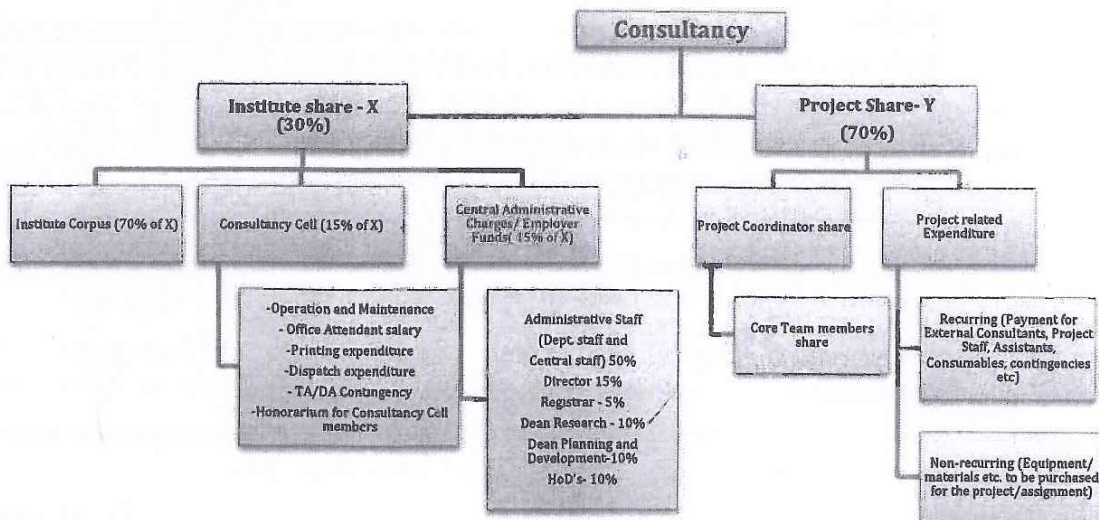 Consultancy
Institute share - X
(30%)
Project Share- Y
(70%)
Institute Corpus (70% of X)
Consultancy Cell (15% of X)
Central Administrative
Charges/ Employer
Funds( 15% of X)
Project Coordinator share
Project related
Expenditure
-Operation and Maintenance
- Office Attendant salary
-Printing expenditure
-Dispatch expenditure
- TA/DA Contingency
-Honorarium for Consultancy Cell
members
Administrative Staff
(Dept. staff and
Central staff) 50%
Director 15%
Registrar - 5%
Dean Research - 10%
Dean Planning and
Development-10%
HoD's- 10%
Core Team members
share
Recurring (Payment for
External Consultants, Project
Staff, Assistants,
Consumables, contingencies
etc)
Non-recurring (Equipment/
materials etc. to be purchased
for the project/assignment)